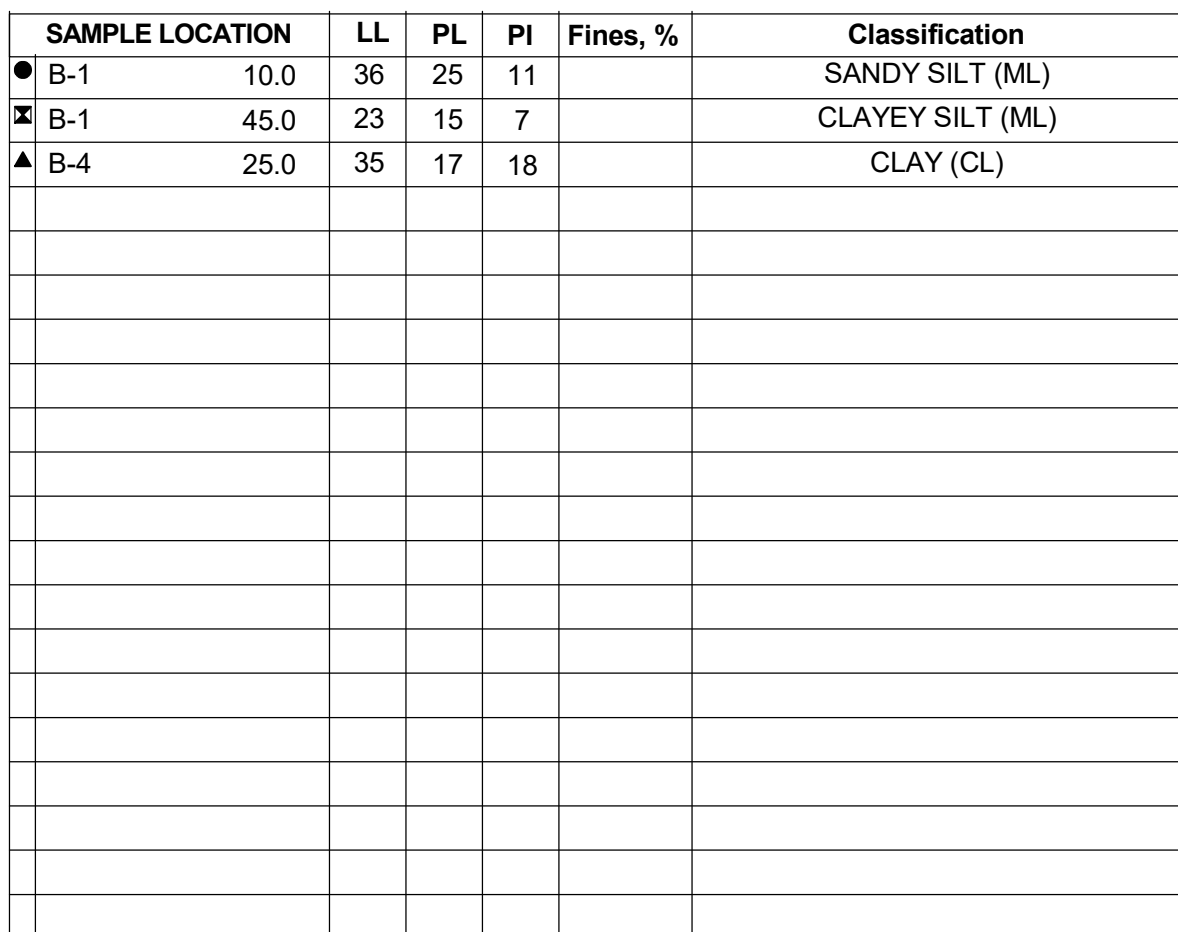 SAMPLE LOCATION LL PL PI Fines, % Classification
B-1 10.0 36 25 11 SANDY SILT (ML)
B-1 45.0 23 15 7 CLAYEY SILT (ML)
B-4 25.0 35 17 18 CLAY (CL)